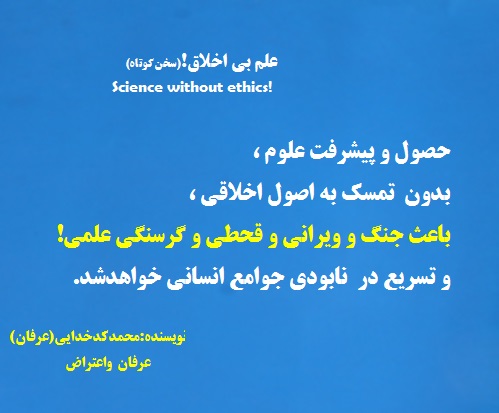 علم بی اخلاق!(سخن کوتاه)
Science without ethics!
حصول و پیشرفت علوم ،
بدون تمسک به اصول اخلاقی ،
باعث جنگ و ویرانی و قحطی و گرسنگی علمی!
و تسریع در نابودی جوامع انسانی خواهدشد.
نویسنده:محمدکدخدایی(عرفان)
عرفان واعتراض